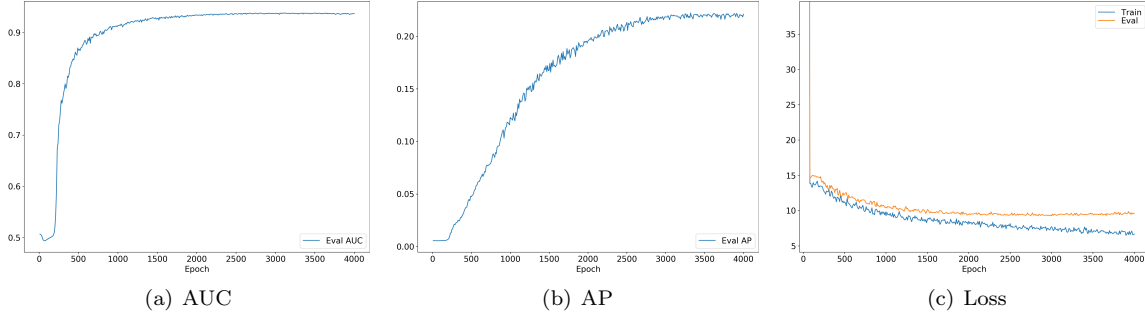 0.9
0.8
0.7
0.6
0.5
0 500 1000 1500 2000 2500 3000 3500 4000
Epoch
Eval AUC
(a) AUC
0.20
0.15
0.10
0.05
0.00
0 500 1000 1500 2000 2500 3000 3500 4000
Epoch
Eval AP
(b) AP
35
30
25
20
15
10
5
0 500 1000 1500 2000 2500 3000 3500 4000
Epoch
Train
Eval
(c) Loss